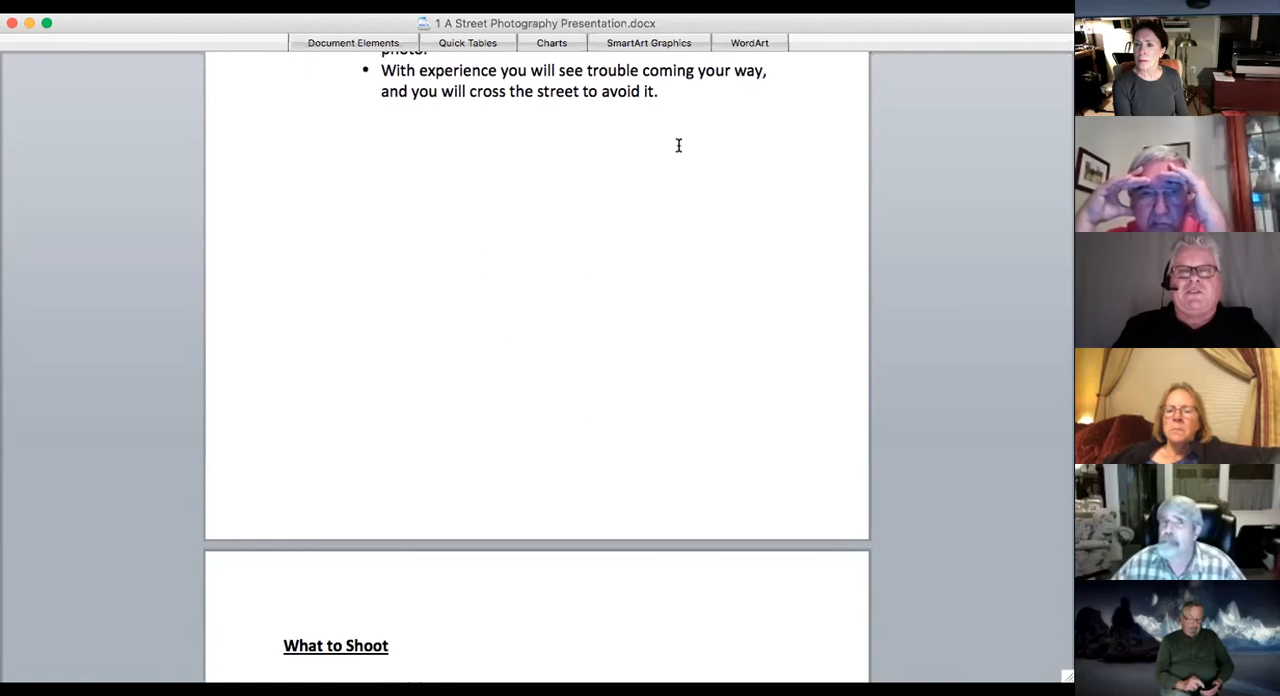 1 A Street Photography Presentation.docx
Document Elements Quick Tables Charts SmartArt Graphics WordArt
photo.
• With experience you will see trouble coming your way,
and you will cross the street to avoid it.
What to Shoot